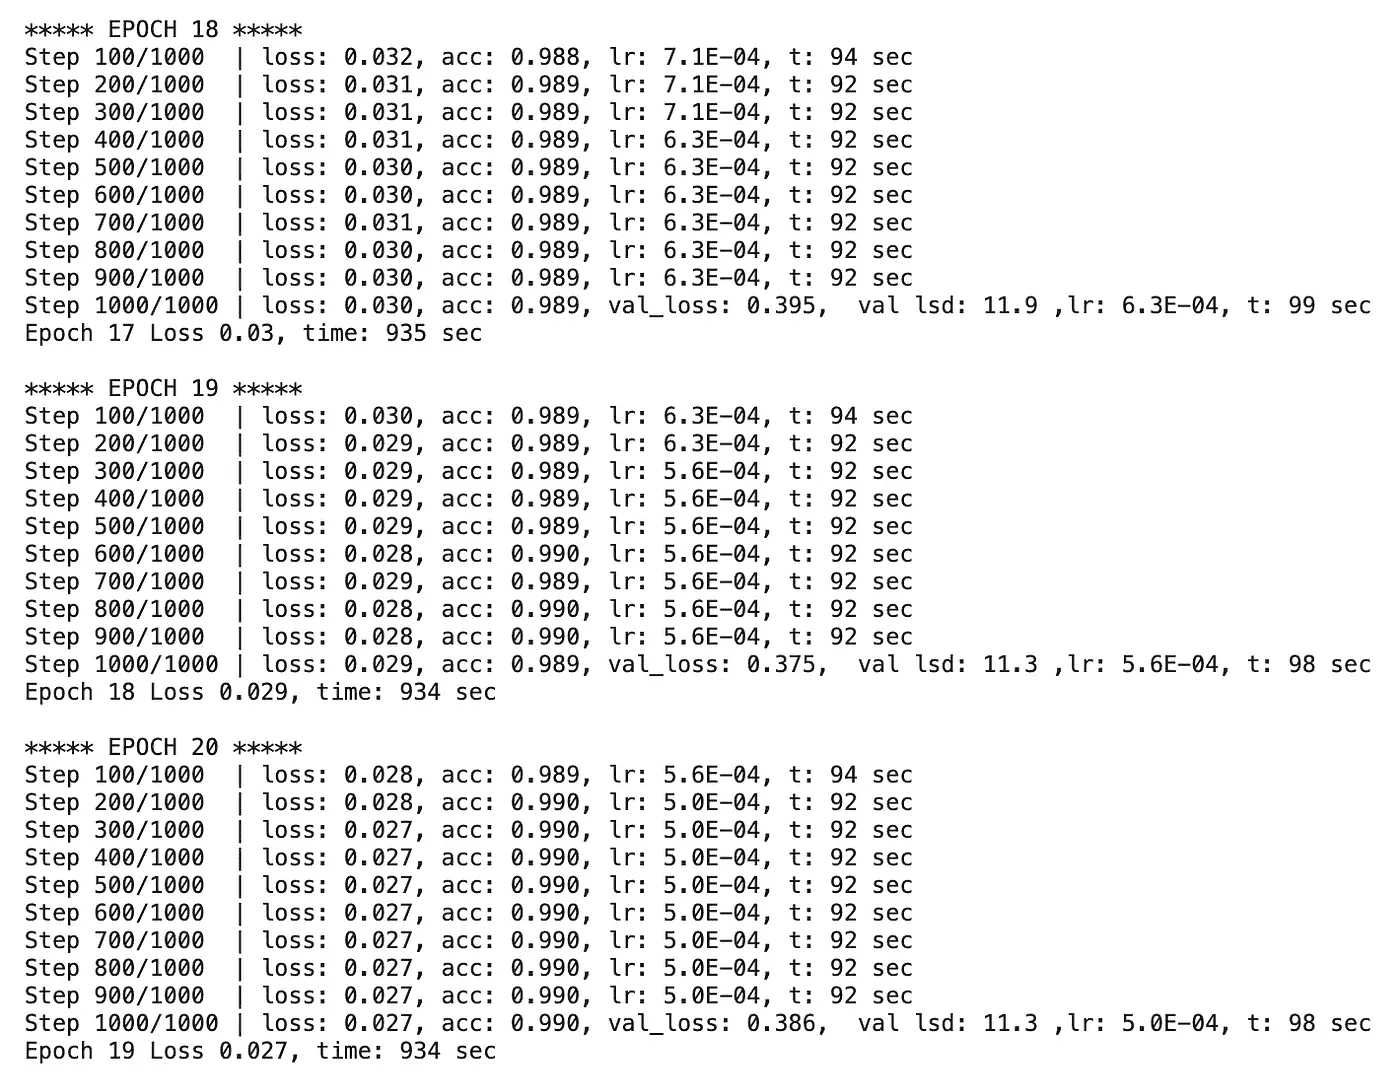 ***** EPOCH 18 *****
Step 100/1000  | loss: 0.032, acc: 0.988, lr: 7.1E-04, t: 94 sec
Step 200/1000  | loss: 0.031, acc: 0.989, lr: 7.1E-04, t: 92 sec
Step 300/1000  | loss: 0.031, acc: 0.989, lr: 7.1E-04, t: 92 sec
Step 400/1000  | loss: 0.031, acc: 0.989, lr: 6.3E-04, t: 92 sec
Step 500/1000  | loss: 0.030, acc: 0.989, lr: 6.3E-04, t: 92 sec
Step 600/1000  | loss: 0.030, acc: 0.989, lr: 6.3E-04, t: 92 sec
Step 700/1000  | loss: 0.031, acc: 0.989, lr: 6.3E-04, t: 92 sec
Step 800/1000  | loss: 0.030, acc: 0.989, lr: 6.3E-04, t: 92 sec
Step 900/1000  | loss: 0.030, acc: 0.989, lr: 6.3E-04, t: 92 sec
Step 1000/1000 | loss: 0.030, acc: 0.989, val_loss: 0.395,  val lsd: 11.9 ,lr: 6.3E-04, t: 99 sec
Epoch 17 Loss 0.03, time: 935 sec

***** EPOCH 19 *****
Step 100/1000  | loss: 0.030, acc: 0.989, lr: 6.3E-04, t: 94 sec
Step 200/1000  | loss: 0.029, acc: 0.989, lr: 6.3E-04, t: 92 sec
Step 300/1000  | loss: 0.029, acc: 0.989, lr: 5.6E-04, t: 92 sec
Step 400/1000  | loss: 0.029, acc: 0.989, lr: 5.6E-04, t: 92 sec
Step 500/1000  | loss: 0.029, acc: 0.989, lr: 5.6E-04, t: 92 sec
Step 600/1000  | loss: 0.028, acc: 0.990, lr: 5.6E-04, t: 92 sec
Step 700/1000  | loss: 0.029, acc: 0.989, lr: 5.6E-04, t: 92 sec
Step 800/1000  | loss: 0.028, acc: 0.990, lr: 5.6E-04, t: 92 sec
Step 900/1000  | loss: 0.028, acc: 0.990, lr: 5.6E-04, t: 92 sec
Step 1000/1000 | loss: 0.029, acc: 0.989, val_loss: 0.375,  val lsd: 11.3 ,lr: 5.6E-04, t: 98 sec
Epoch 18 Loss 0.029, time: 934 sec

***** EPOCH 20 *****
Step 100/1000  | loss: 0.028, acc: 0.989, lr: 5.6E-04, t: 94 sec
Step 200/1000  | loss: 0.028, acc: 0.990, lr: 5.0E-04, t: 92 sec
Step 300/1000  | loss: 0.027, acc: 0.990, lr: 5.0E-04, t: 92 sec
Step 400/1000  | loss: 0.027, acc: 0.990, lr: 5.0E-04, t: 92 sec
Step 500/1000  | loss: 0.027, acc: 0.990, lr: 5.0E-04, t: 92 sec
Step 600/1000  | loss: 0.027, acc: 0.990, lr: 5.0E-04, t: 92 sec
Step 700/1000  | loss: 0.027, acc: 0.990, lr: 5.0E-04, t: 92 sec
Step 800/1000  | loss: 0.027, acc: 0.990, lr: 5.0E-04, t: 92 sec
Step 900/1000  | loss: 0.027, acc: 0.990, lr: 5.0E-04, t: 92 sec
Step 1000/1000 | loss: 0.027, acc: 0.990, val_loss: 0.386,  val lsd: 11.3 ,lr: 5.0E-04, t: 98 sec
Epoch 19 Loss 0.027, time: 934 sec